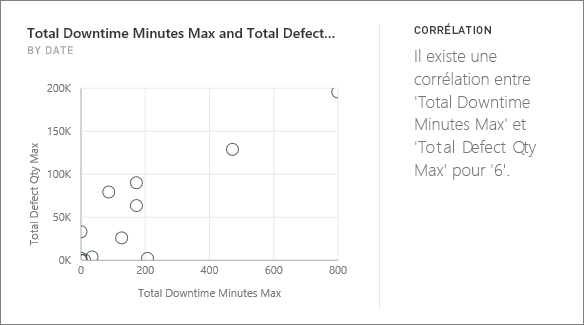 Total Downtime Minutes Max and Total Defect...
BY DATE
200K
150K
100K
50K
0K
0
200
400
600
800
Total Defect Qty Max
Total Downtime Minutes Max
CORRÉLATION
Il existe une
corrélation entre
'Total Downtime
Minutes Max' et
'Total Defect Qty
Max' pour '6'.